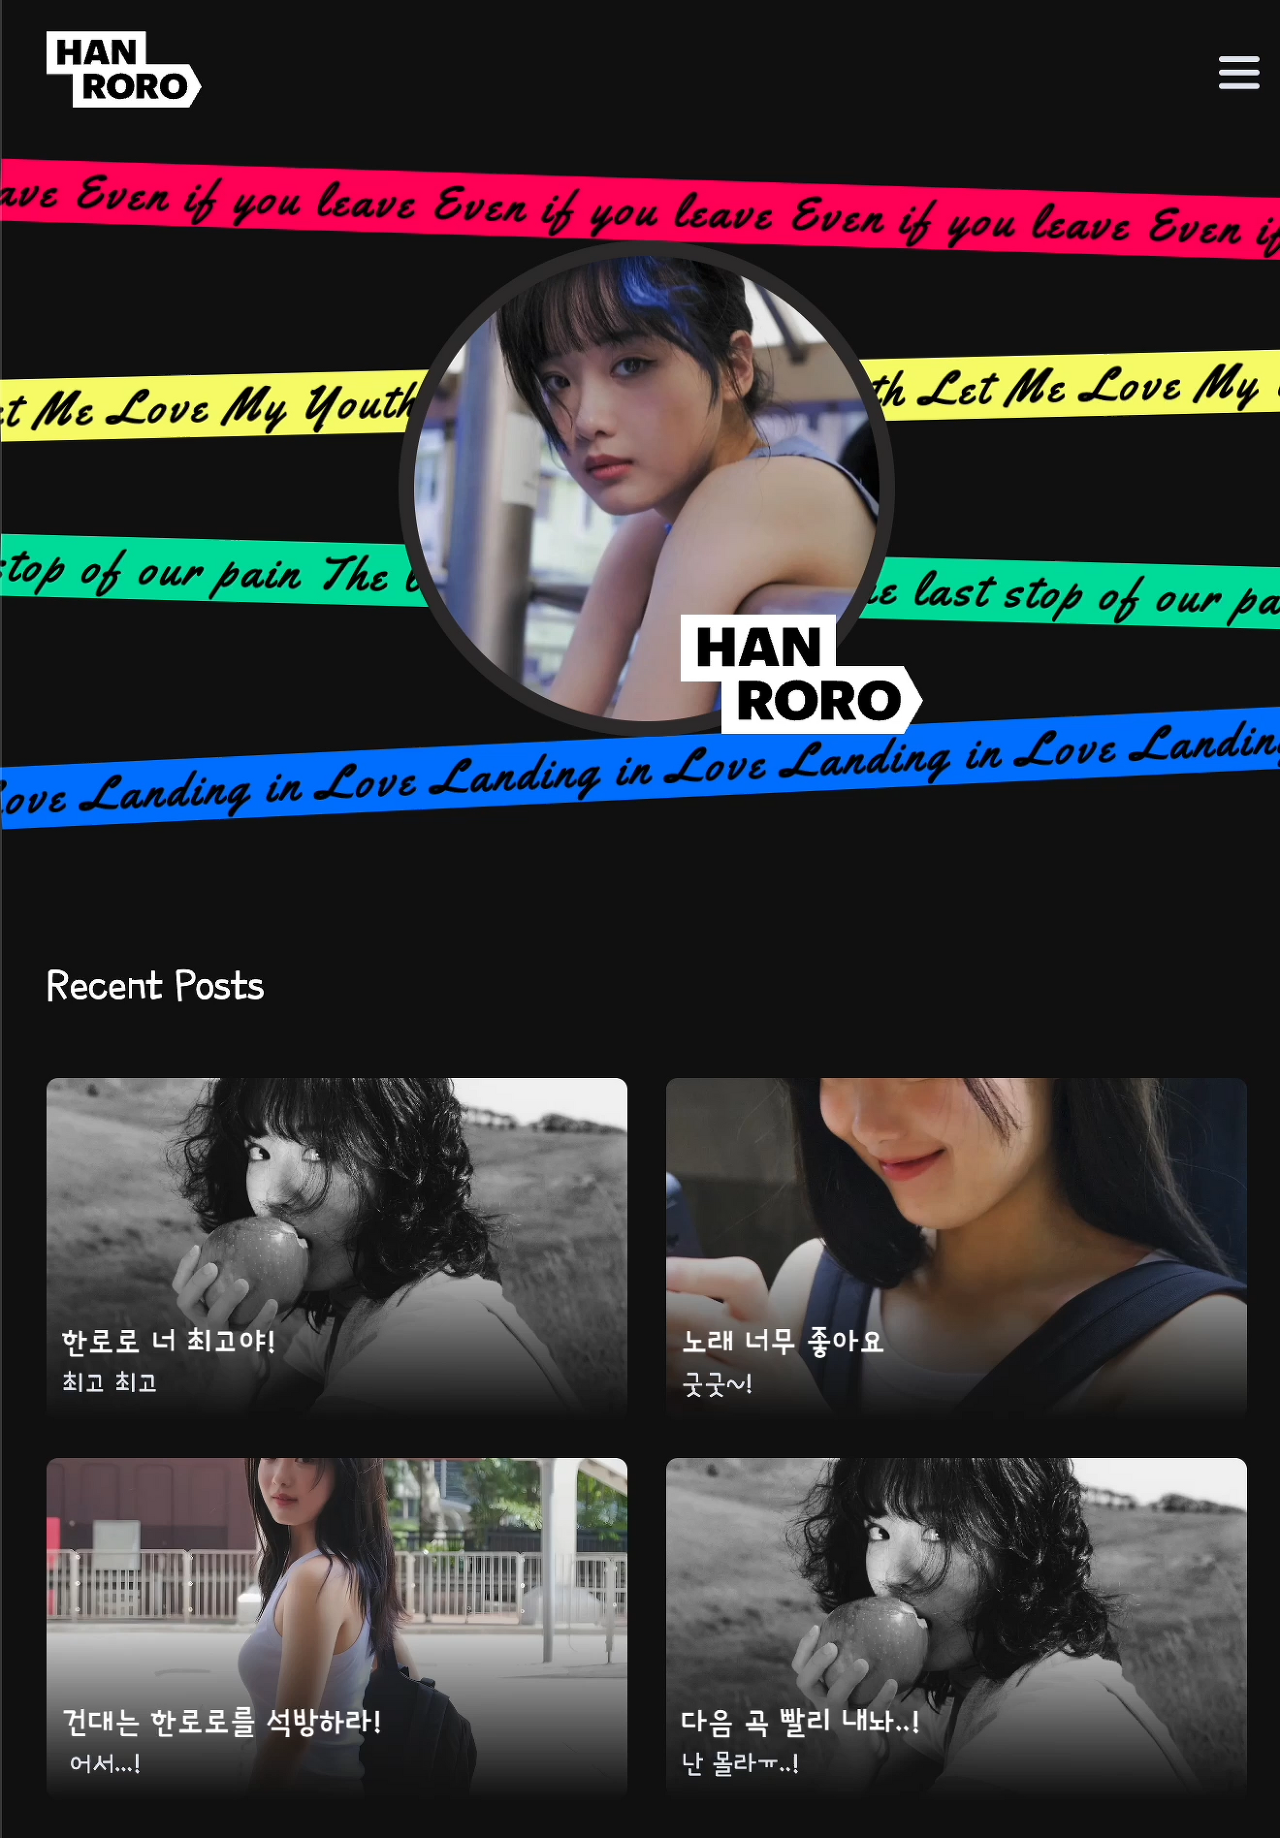 HAN
RORO
ave Even if you leave Even if you leave Even if you leave Even if
et Me Love My Youth
th Let Me Love My
stop of our pain The
he last stop of our pa
HAN
RORO
Love Landing in Love Landing in Love Landing in Love Landing
Recent Posts
한로로 너 최고야!
최고 최고
노래 너무 좋아요
굿굿~!
건대는 한로로를 석방하라!
어서...!
다음 곡 빨리 내놔..!
난 몰라ㅠ..!